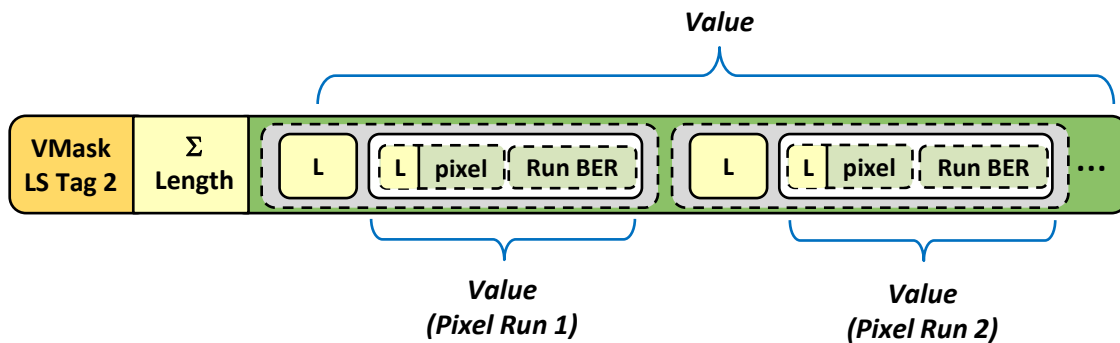 Value
VMask
LS Tag 2
Σ
Length
L
L pixel Run BER
L
L pixel Run BER
...
Value
(Pixel Run 1)
Value
(Pixel Run 2)